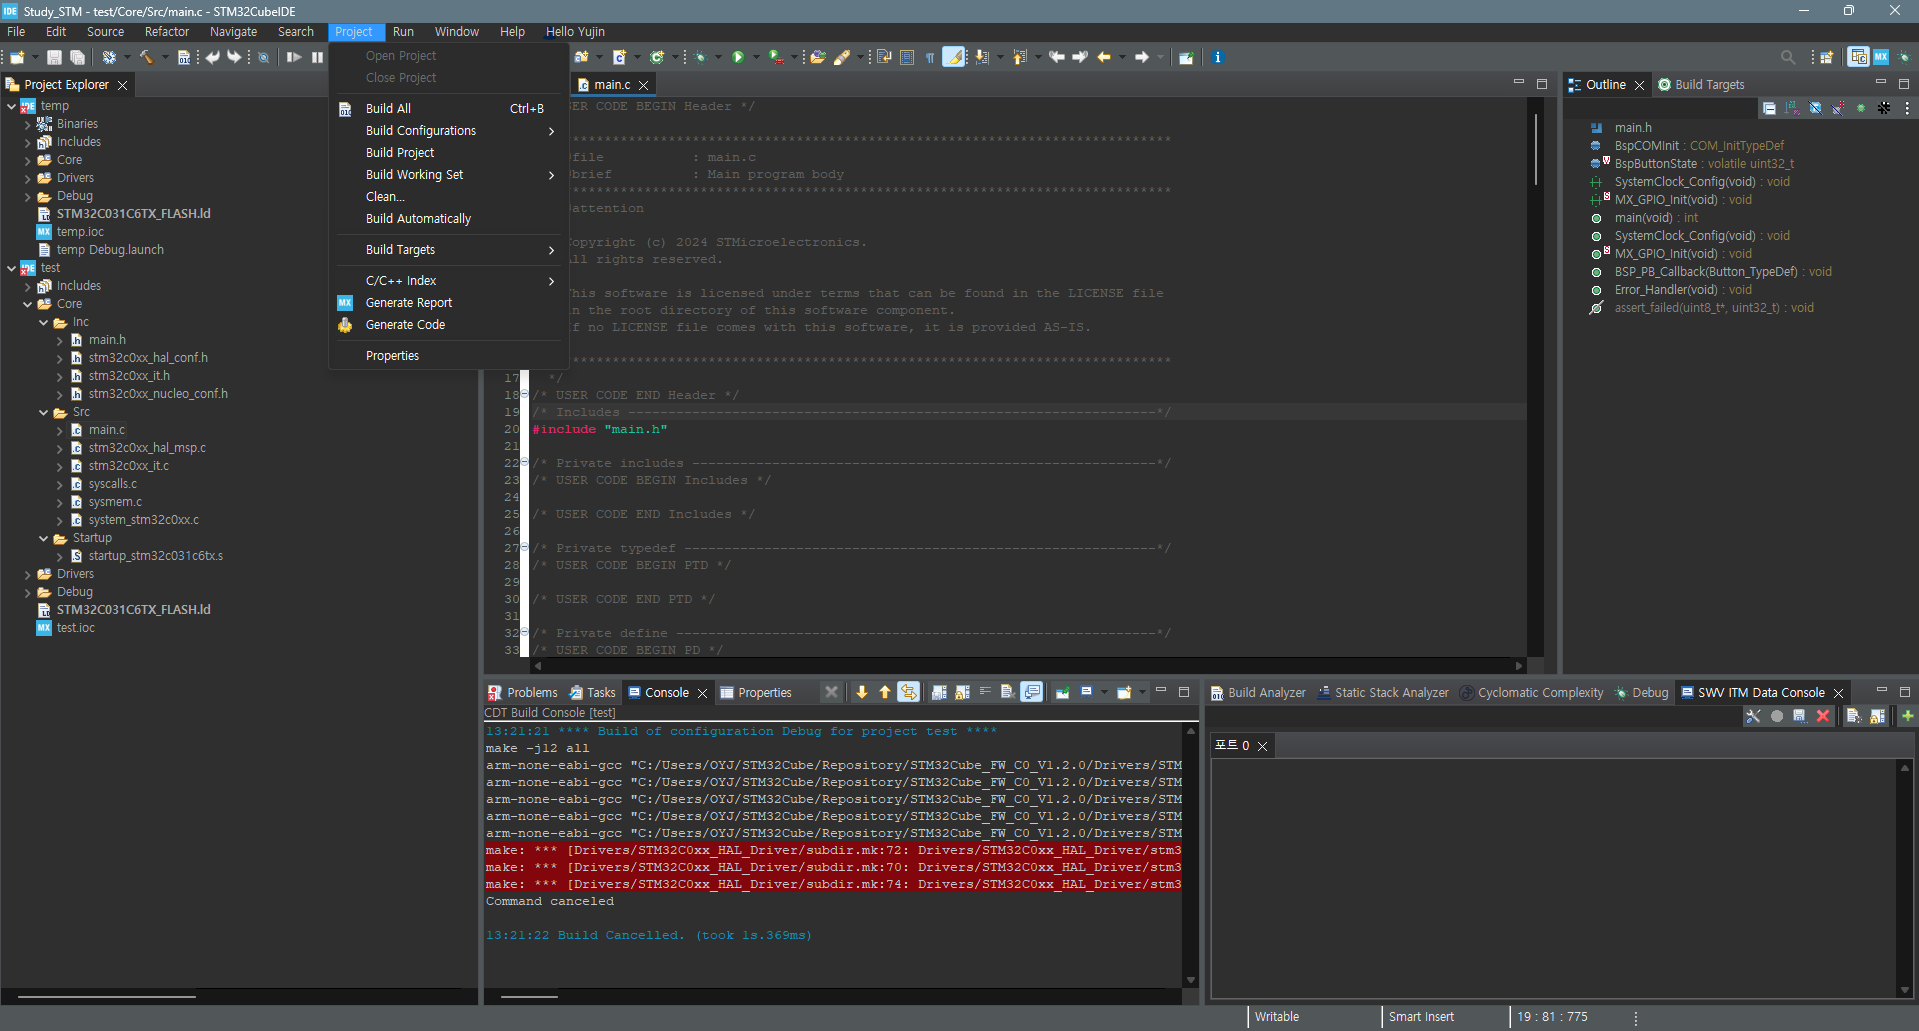 Study_STM - test/Core/Src/main.c - STM32CubeIDE
File Edit Source Refactor Navigate Search Project Run Window Help Hello Yujin
Project Explorer
temp
Binaries
Includes
Core
Drivers
Debug
STM32C031C6TX_FLASH.ld
temp.ioc
temp Debug.launch
test
Includes
Core
Inc
main.h
stm32c0xx_hal_conf.h
stm32c0xx_it.h
stm32c0xx_nucleo_conf.h
Src
main.c
stm32c0xx_hal_msp.c
stm32c0xx_it.c
syscalls.c
sysmem.c
system_stm32c0xx.c
Startup
startup_stm32c031c6tx.s
Drivers
Debug
STM32C031C6TX_FLASH.ld
test.ioc
Open Project
Close Project
Build All Ctrl+B
Build Configurations
Build Project
Build Working Set
Clean...
Build Automatically
Build Targets
C/C++ Index
Generate Report
Generate Code
Properties
main.c
ER CODE BEGIN Header */
******************************************************************************
file : main.c
brief : Main program body
******************************************************************************
attention
opyright (c) 2024 STMicroelectronics.
ll rights reserved.
his software is licensed under terms that can be found in the LICENSE file
n the root directory of this software component.
f no LICENSE file comes with this software, it is provided AS-IS.
******************************************************************************
17 */
18 /* USER CODE END Header */
19 /* Includes ------------------------------------------------------------------*/
20 #include "main.h"
21
22 /* Private includes ----------------------------------------------------------*/
23 /* USER CODE BEGIN Includes */
24
25 /* USER CODE END Includes */
26
27 /* Private typedef -----------------------------------------------------------*/
28 /* USER CODE BEGIN PTD */
29
30 /* USER CODE END PTD */
31
32 /* Private define ------------------------------------------------------------*/
33 /* USER CODE BEGIN PD */
Outline Build Targets
main.h
BspCOMInit : COM_InitTypeDef
BspButtonState : volatile uint32_t
SystemClock_Config(void) : void
MX_GPIO_Init(void) : void
main(void) : int
SystemClock_Config(void) : void
MX_GPIO_Init(void) : void
BSP_PB_Callback(Button_TypeDef) : void
Error_Handler(void) : void
assert_failed(uint8_t*, uint32_t) : void
Problems Tasks Console Properties
CDT Build Console [test]
13:21:21 **** Build of configuration Debug for project test ****
make -j12 all
arm-none-eabi-gcc "C:/Users/OYJ/STM32Cube/Repository/STM32Cube_FW_C0_V1.2.0/Drivers/STM
arm-none-eabi-gcc "C:/Users/OYJ/STM32Cube/Repository/STM32Cube_FW_C0_V1.2.0/Drivers/STM
arm-none-eabi-gcc "C:/Users/OYJ/STM32Cube/Repository/STM32Cube_FW_C0_V1.2.0/Drivers/STM
arm-none-eabi-gcc "C:/Users/OYJ/STM32Cube/Repository/STM32Cube_FW_C0_V1.2.0/Drivers/STM
arm-none-eabi-gcc "C:/Users/OYJ/STM32Cube/Repository/STM32Cube_FW_C0_V1.2.0/Drivers/STM
make: *** [Drivers/STM32C0xx_HAL_Driver/subdir.mk:72: Drivers/STM32C0xx_HAL_Driver/stm3
make: *** [Drivers/STM32C0xx_HAL_Driver/subdir.mk:70: Drivers/STM32C0xx_HAL_Driver/stm3
make: *** [Drivers/STM32C0xx_HAL_Driver/subdir.mk:74: Drivers/STM32C0xx_HAL_Driver/stm3
Command canceled
13:21:22 Build Cancelled. (took 1s.369ms)
Build Analyzer Static Stack Analyzer Cyclomatic Complexity Debug SWV ITM Data Console
포트 0
Writable Smart Insert 19 : 81 : 775